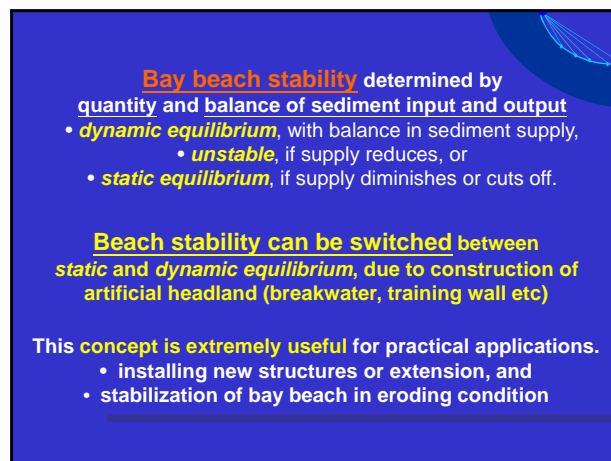 Bay beach stability determined by
quantity and balance of sediment input and output
• dynamic equilibrium, with balance in sediment supply,
• unstable, if supply reduces, or
• static equilibrium, if supply diminishes or cuts off.
Beach stability can be switched between
static and dynamic equilibrium, due to construction of
artificial headland (breakwater, training wall etc)
This concept is extremely useful for practical applications.
• installing new structures or extension, and
• stabilization of bay beach in eroding condition